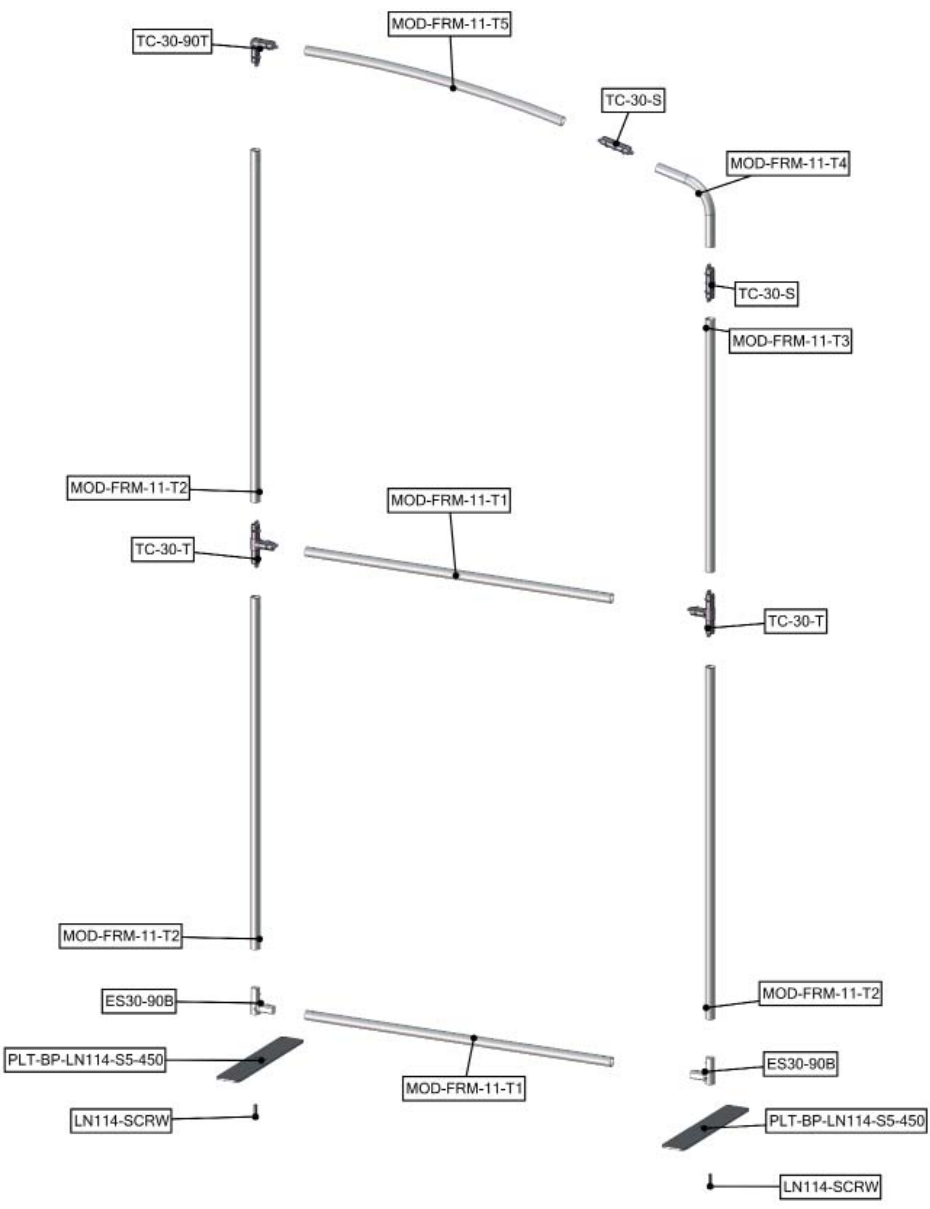 MOD-FRM-11-T5
TC-30-90T
TC-30-S
MOD-FRM-11-T4
TC-30-S
MOD-FRM-11-T3
MOD-FRM-11-T2
MOD-FRM-11-T1
TC-30-T
TC-30-T
MOD-FRM-11-T2
MOD-FRM-11-T2
ES30-90B
PLT-BP-LN114-S5-450
ES30-90B
MOD-FRM-11-T1
LN114-SCRW
PLT-BP-LN114-S5-450
LN114-SCRW